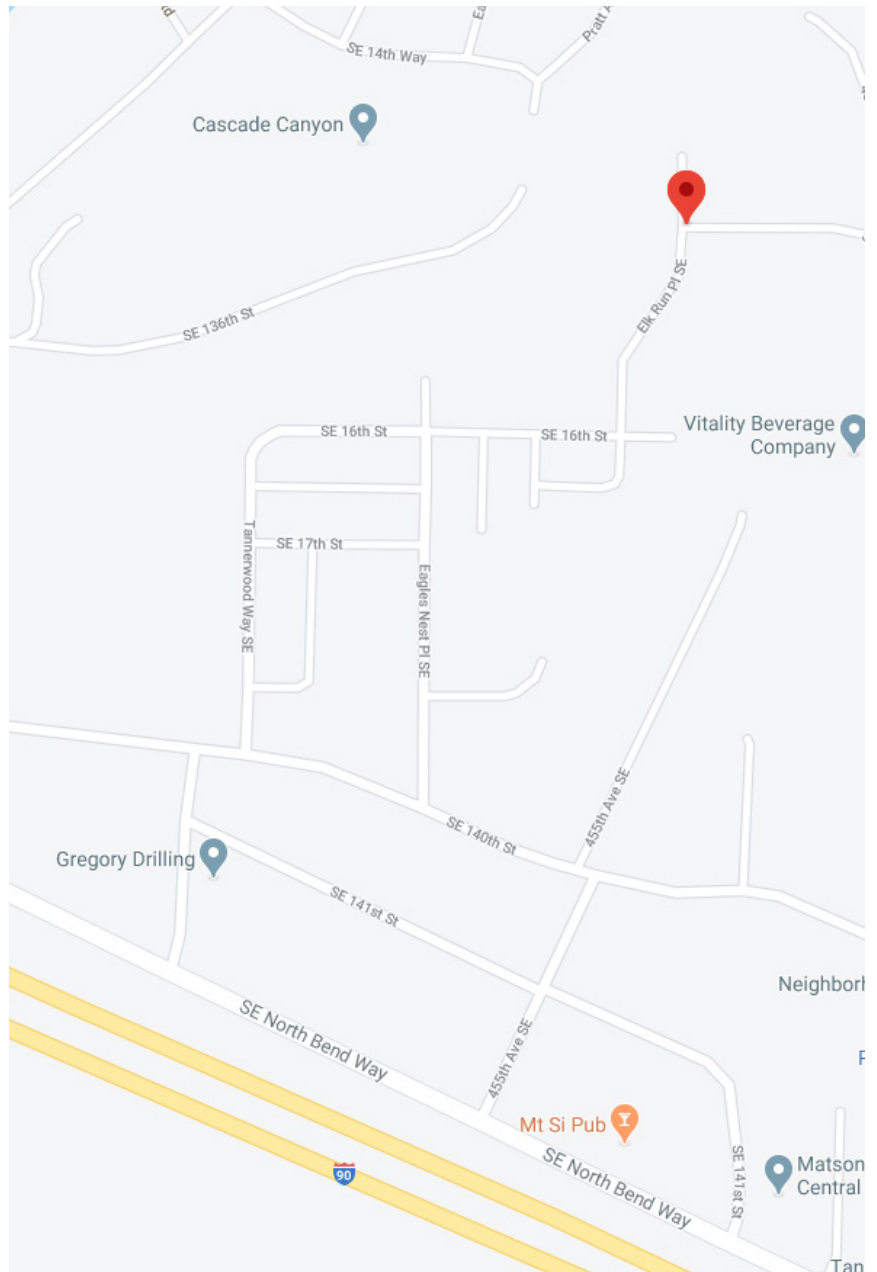 SE 14th Way
Pratt A
Cascade Canyon
Elk Run Pl SE
SE 136th St
SE 16th St
SE 16th St
Vitality Beverage
Company
Tannerwood Way SE
SE 17th St
Eagles Nest Pl SE
455th Ave SE
SE 140th St
Gregory Drilling
SE 141st St
Neighborh
SE North Bend Way
455th Ave SE
Mt Si Pub
SE North Bend Way
SE 141st St
90
Matson
Central
Tan